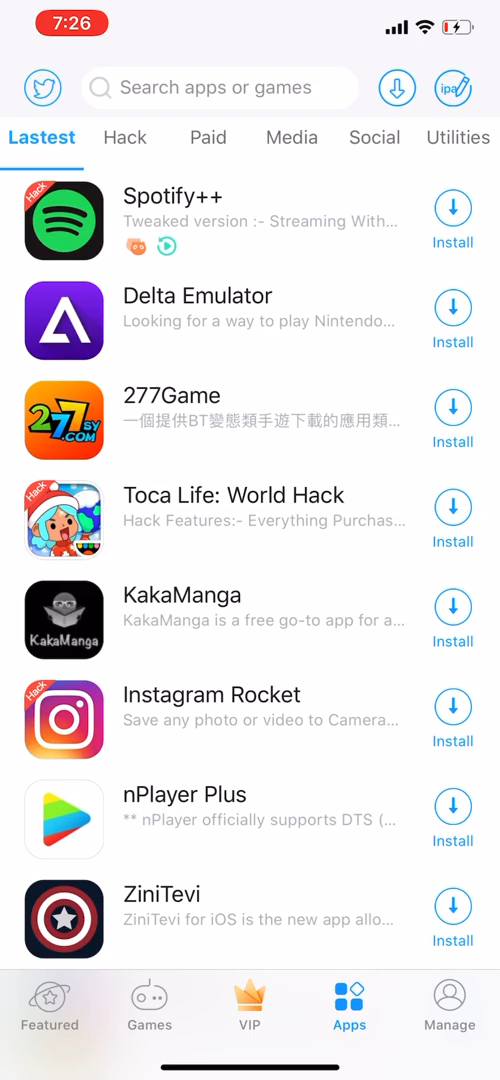 7:26
Search apps or games
ipa
Lastest Hack Paid Media Social Utilities
Hack
Spotify++
Tweaked version :- Streaming With...
Install
Delta Emulator
Looking for a way to play Nintendo...
Install
277SY
.COM
277Game
一個提供BT變態類手遊下載的應用類...
Install
Hack
Toca Life: World Hack
Hack Features:- Everything Purchas...
Install
KakaManga
KakaManga
KakaManga is a free go-to app for a...
Install
Hack
Instagram Rocket
Save any photo or video to Camera...
Install
nPlayer Plus
** nPlayer officially supports DTS (...
Install
ZiniTevi
ZiniTevi for iOS is the new app allo...
Install
Featured Games VIP Apps Manage